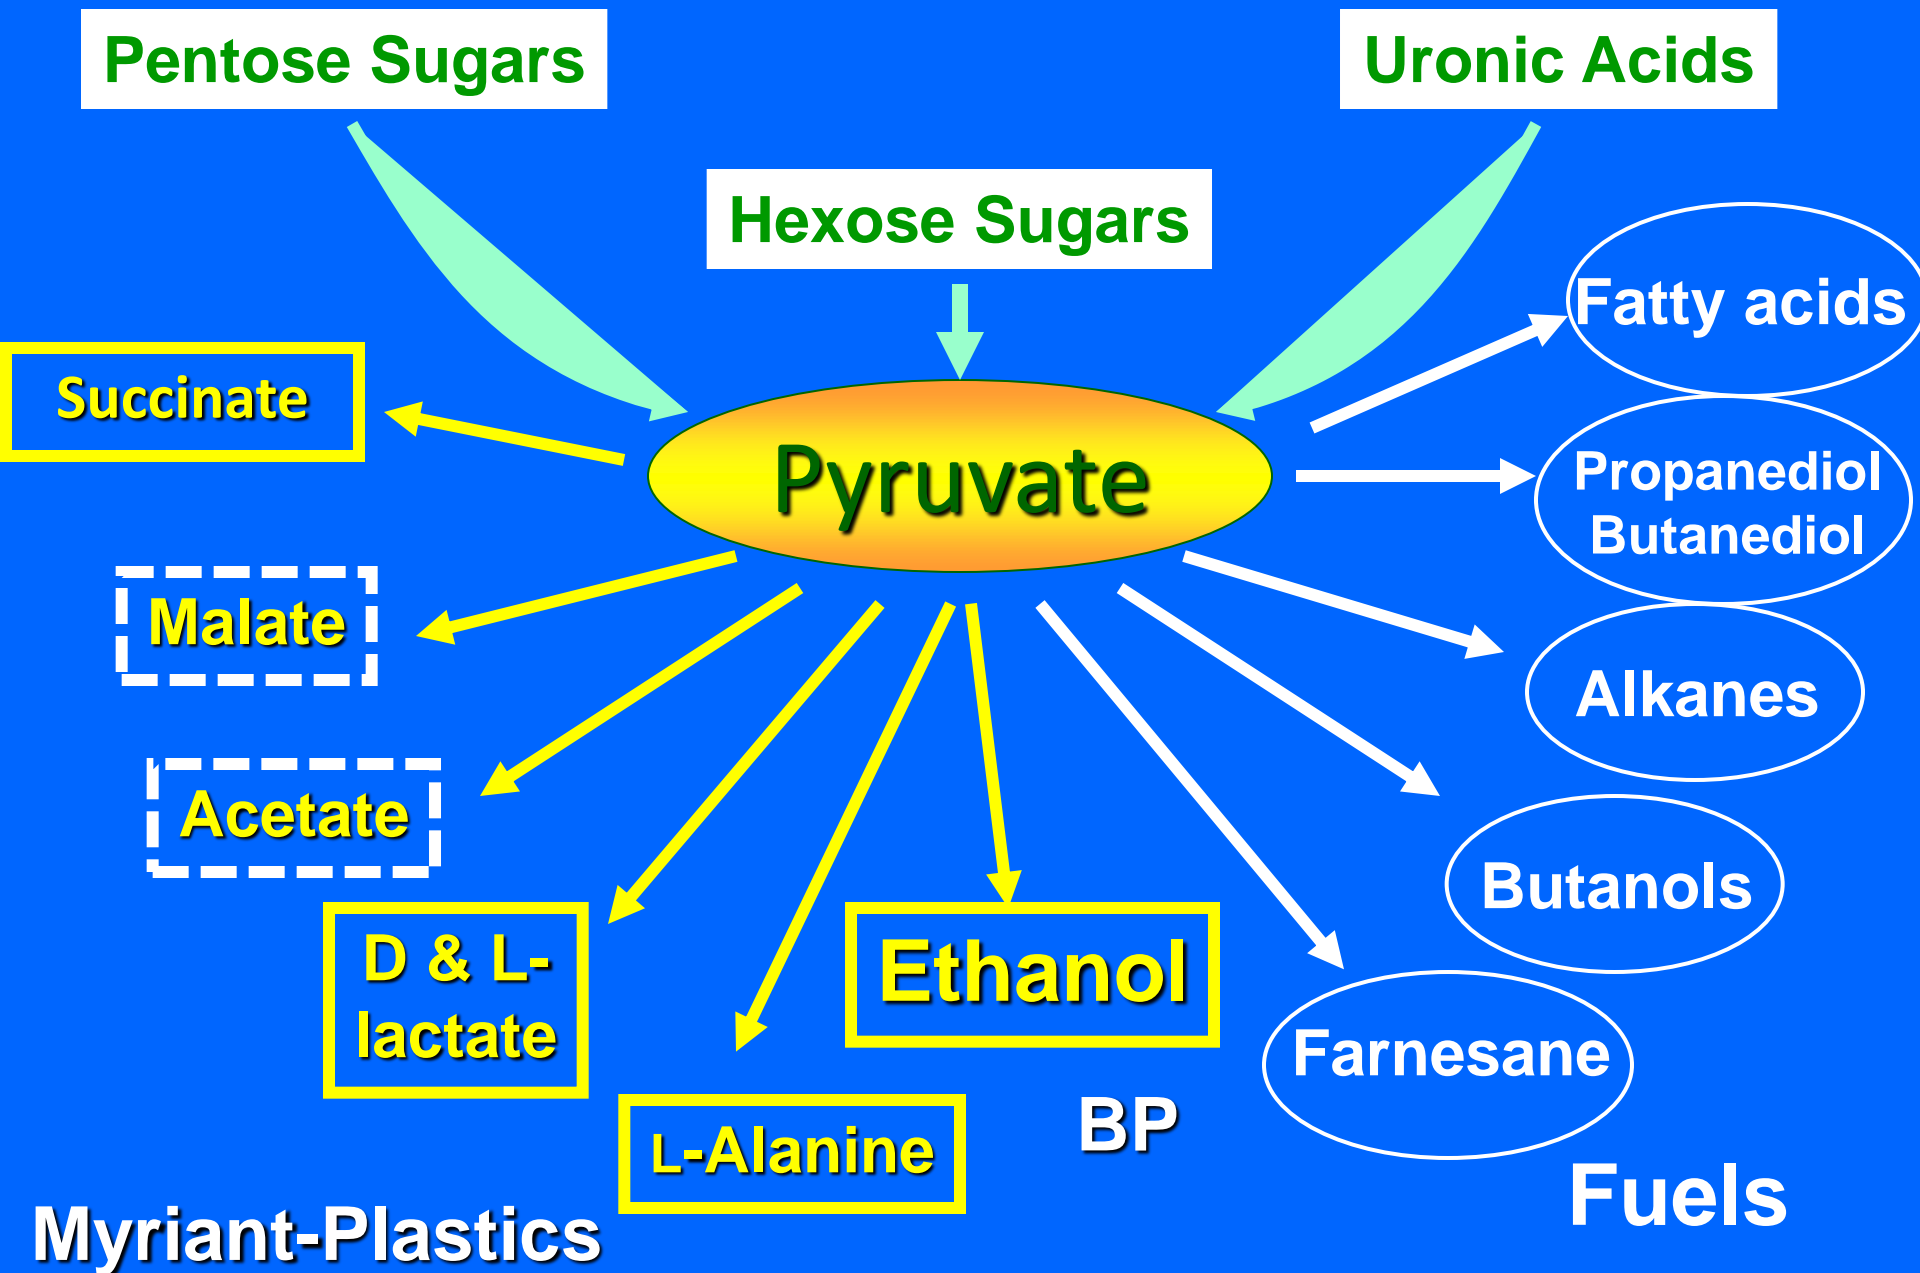 Pentose Sugars
Uronic Acids
Hexose Sugars
Fatty acids
Succinate
Pyruvate
Propanediol
Butanediol
Malate
Alkanes
Acetate
Butanols
D & L-
lactate
Ethanol
Farnesane
BP
L-Alanine
Fuels
Myriant-Plastics